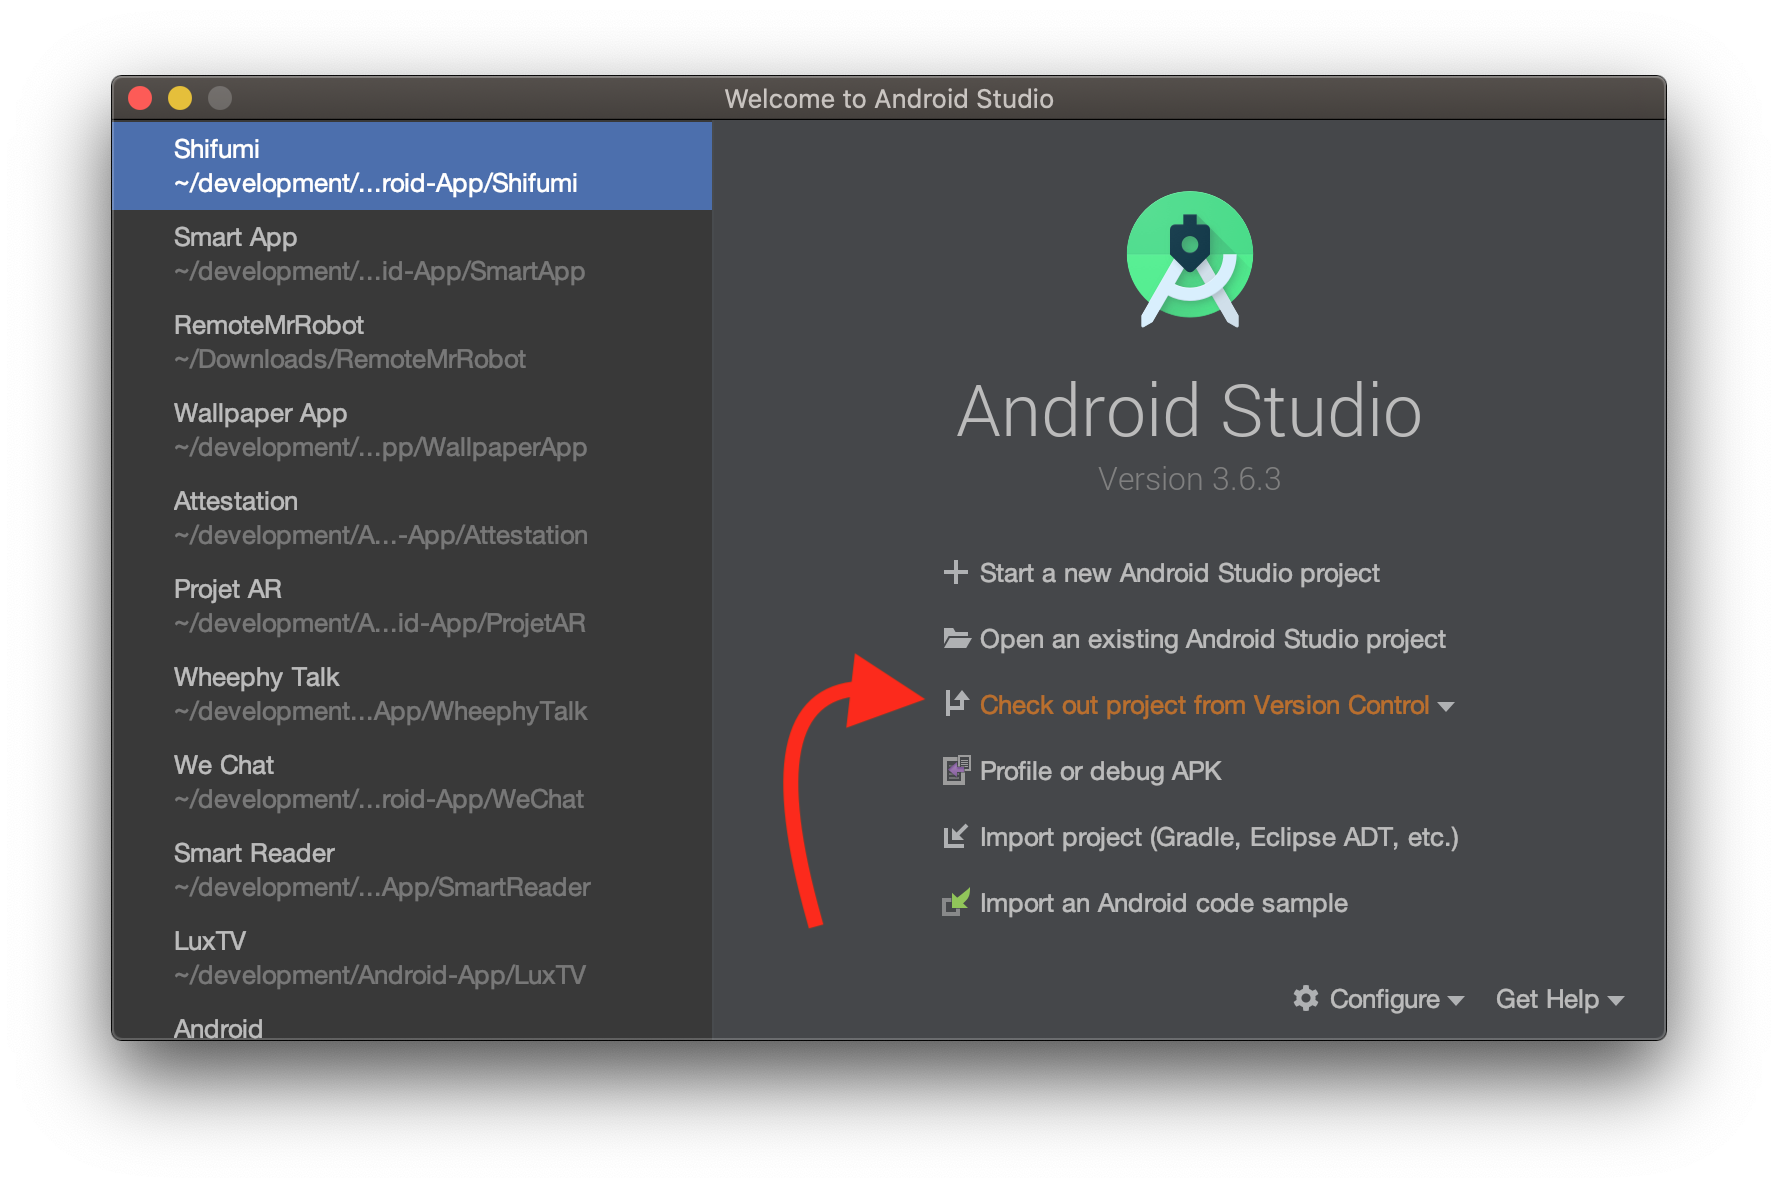 Welcome to Android Studio
Shifumi
~/development/...roid-App/Shifumi
Smart App
~/development/...id-App/SmartApp
RemoteMrRobot
~/Downloads/RemoteMrRobot
Wallpaper App
~/development/...pp/WallpaperApp
Attestation
~/development/A...-App/Attestation
Projet AR
~/development/A...id-App/ProjetAR
Wheephy Talk
~/development...App/WheephyTalk
We Chat
~/development/...roid-App/WeChat
Smart Reader
~/development/...App/SmartReader
LuxTV
~/development/Android-App/LuxTV
Android
Android Studio
Version 3.6.3
Start a new Android Studio project
Open an existing Android Studio project
Check out project from Version Control
Profile or debug APK
Import project (Gradle, Eclipse ADT, etc.)
Import an Android code sample
Configure
Get Help